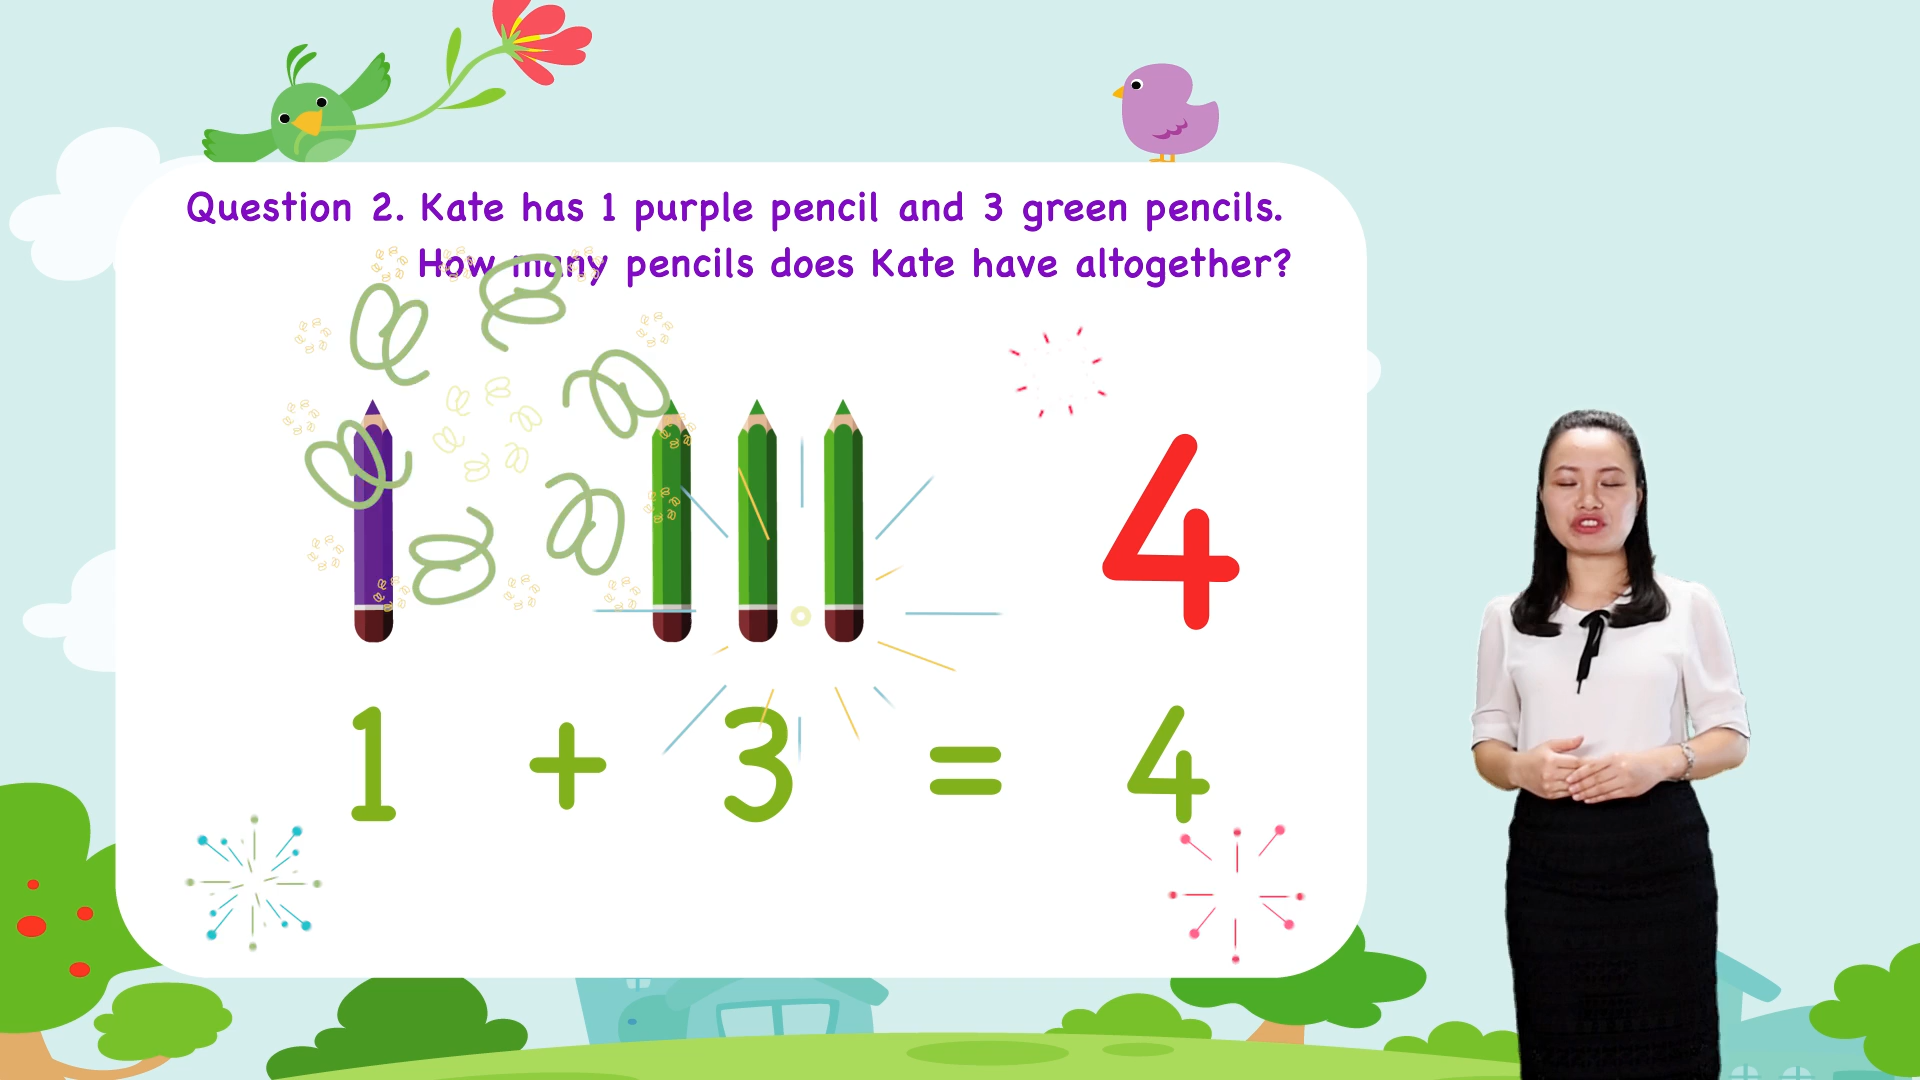 Question 2. Kate has 1 purple pencil and 3 green pencils.
How many pencils does Kate have altogether?
4
1 + 3 = 4